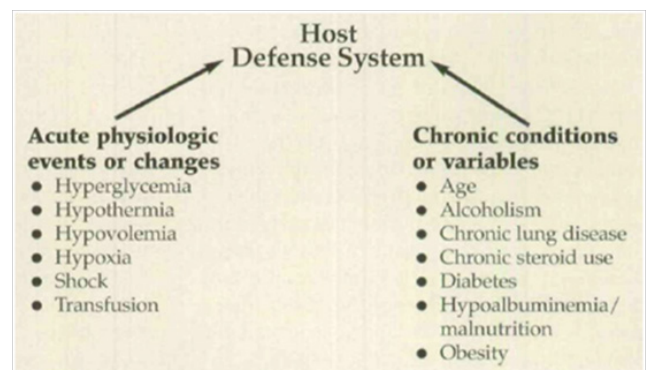 Host
Defense System
Acute physiologic
events or changes
● Hyperglycemia
● Hypothermia
● Hypovolemia
● Hypoxia
● Shock
● Transfusion
Chronic conditions
or variables
● Age
● Alcoholism
● Chronic lung disease
● Chronic steroid use
● Diabetes
● Hypoalbuminemia/
malnutrition
● Obesity